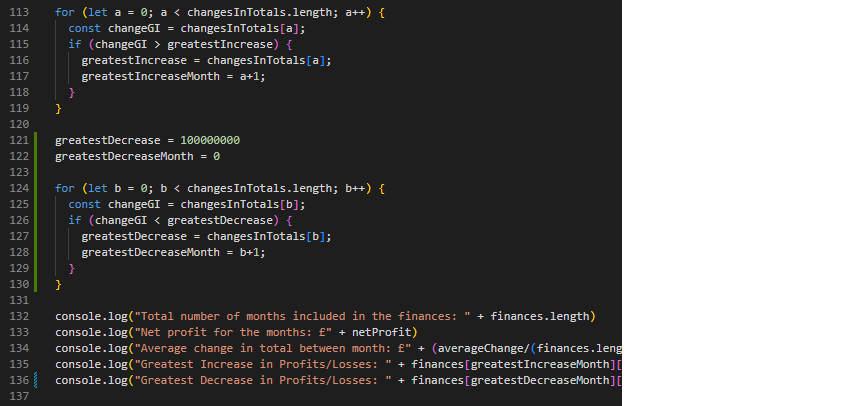 113 for (let a = 0; a < changesInTotals.length; a++) {
114 const changeGI = changesInTotals[a];
115 if (changeGI > greatestIncrease) {
116 greatestIncrease = changesInTotals[a];
117 greatestIncreaseMonth = a+1;
118 }
119 }
120
121 greatestDecrease = 100000000
122 greatestDecreaseMonth = 0
123
124 for (let b = 0; b < changesInTotals.length; b++) {
125 const changeGI = changesInTotals[b];
126 if (changeGI < greatestDecrease) {
127 greatestDecrease = changesInTotals[b];
128 greatestDecreaseMonth = b+1;
129 }
130 }
131
132 console.log("Total number of months included in the finances: " + finances.length)
133 console.log("Net profit for the months: £" + netProfit)
134 console.log("Average change in total between month: £" + (averageChange/(finances.leng
135 console.log("Greatest Increase in Profits/Losses: " + finances[greatestIncreaseMonth][
136 console.log("Greatest Decrease in Profits/Losses: " + finances[greatestDecreaseMonth][
137